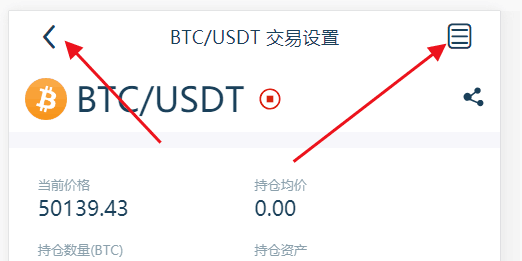 BTC/USDT 交易设置
BTC/USDT
当前价格 持仓均价
50139.43 0.00
持仓数量(BTC) 持仓资产